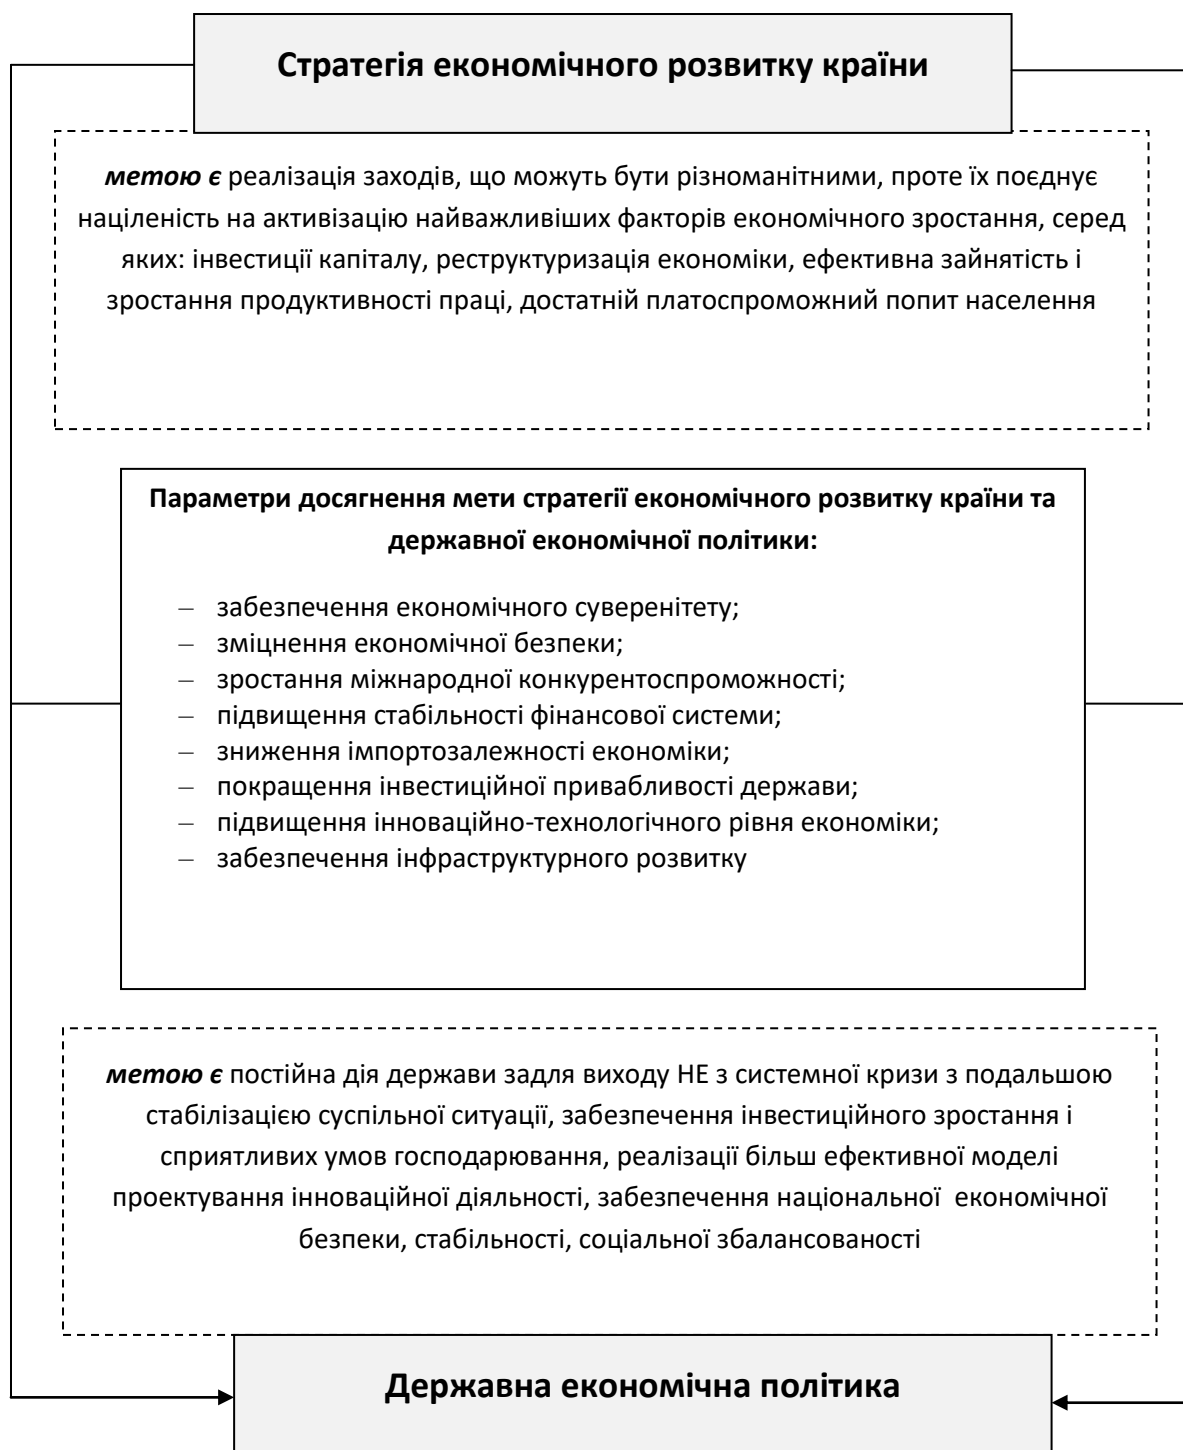 Стратегія економічного розвитку країни
метою є реалізація заходів, що можуть бути різноманітними, проте їх поєднує
націленість на активізацію найважливіших факторів економічного зростання, серед
яких: інвестиції капіталу, реструктуризація економіки, ефективна зайнятість і
зростання продуктивності праці, достатній платоспроможний попит населення
Параметри досягнення мети стратегії економічного розвитку країни та
державної економічної політики:
– забезпечення економічного суверенітету;
– зміцнення економічної безпеки;
– зростання міжнародної конкурентоспроможності;
– підвищення стабільності фінансової системи;
– зниження імпортозалежності економіки;
– покращення інвестиційної привабливості держави;
– підвищення інноваційно-технологічного рівня економіки;
– забезпечення інфраструктурного розвитку
метою є постійна дія держави задля виходу НЕ з системної кризи з подальшою
стабілізацією суспільної ситуації, забезпечення інвестиційного зростання і
сприятливих умов господарювання, реалізації більш ефективної моделі
проектування інноваційної діяльності, забезпечення національної економічної
безпеки, стабільності, соціальної збалансованості
Державна економічна політика